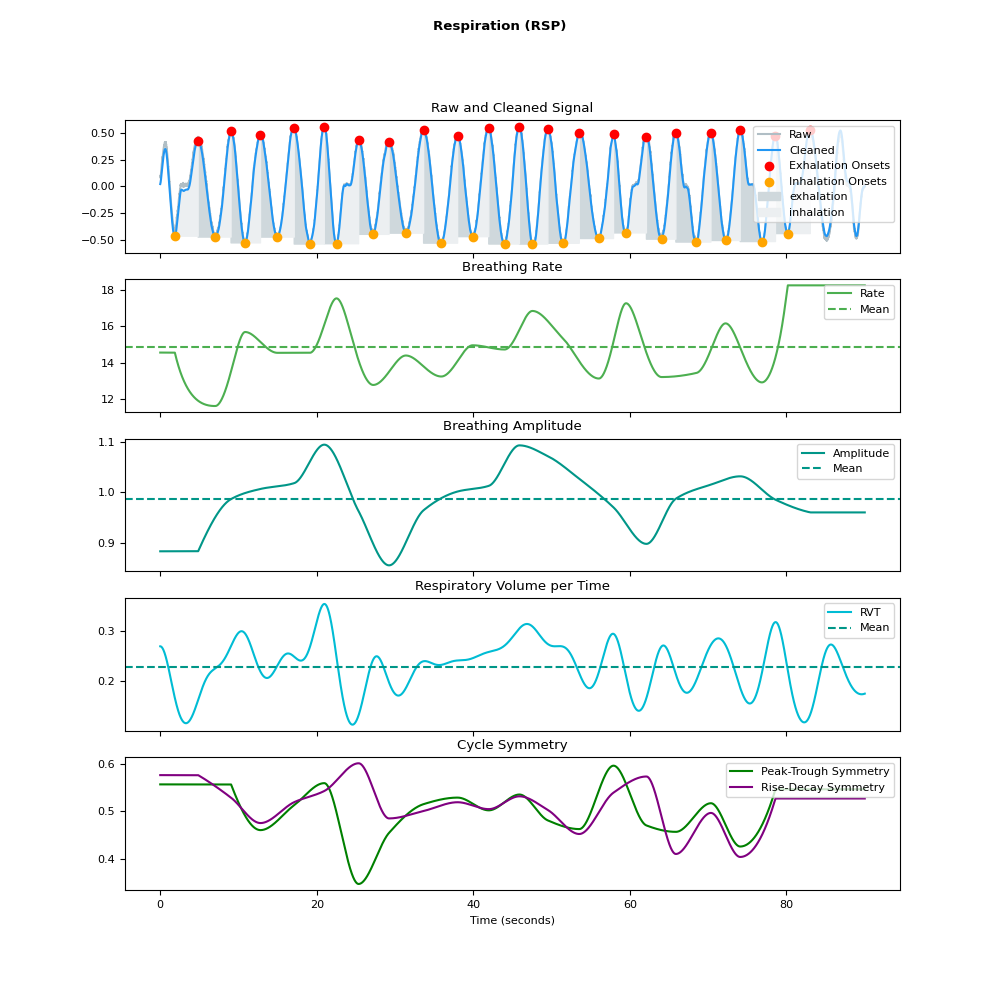 Respiration (RSP)
Raw and Cleaned Signal
0.50
0.25
0.00
−0.25
−0.50
Raw
Cleaned
Exhalation Onsets
Inhalation Onsets
exhalation
inhalation
Breathing Rate
18
16
14
12
Rate
Mean
Breathing Amplitude
1.1
1.0
0.9
Amplitude
Mean
Respiratory Volume per Time
0.3
0.2
RVT
Mean
Cycle Symmetry
0.6
0.5
0.4
Peak-Trough Symmetry
Rise-Decay Symmetry
0 20 40 60 80
Time (seconds)